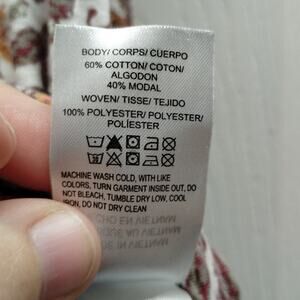 BODY/ CORPS/ CUERPO
60% COTTON/ COTON/
ALGODON
40% MODAL
WOVEN/ TISSE/ TEJIDO
100% POLYESTER/ POLYESTER/
POLÍESTER
MACHINE WASH COLD, WITH LIKE
COLORS, TURN GARMENT INSIDE OUT, DO
NOT BLEACH, TUMBLE DRY LOW, COOL
IRON, DO NOT DRY CLEAN